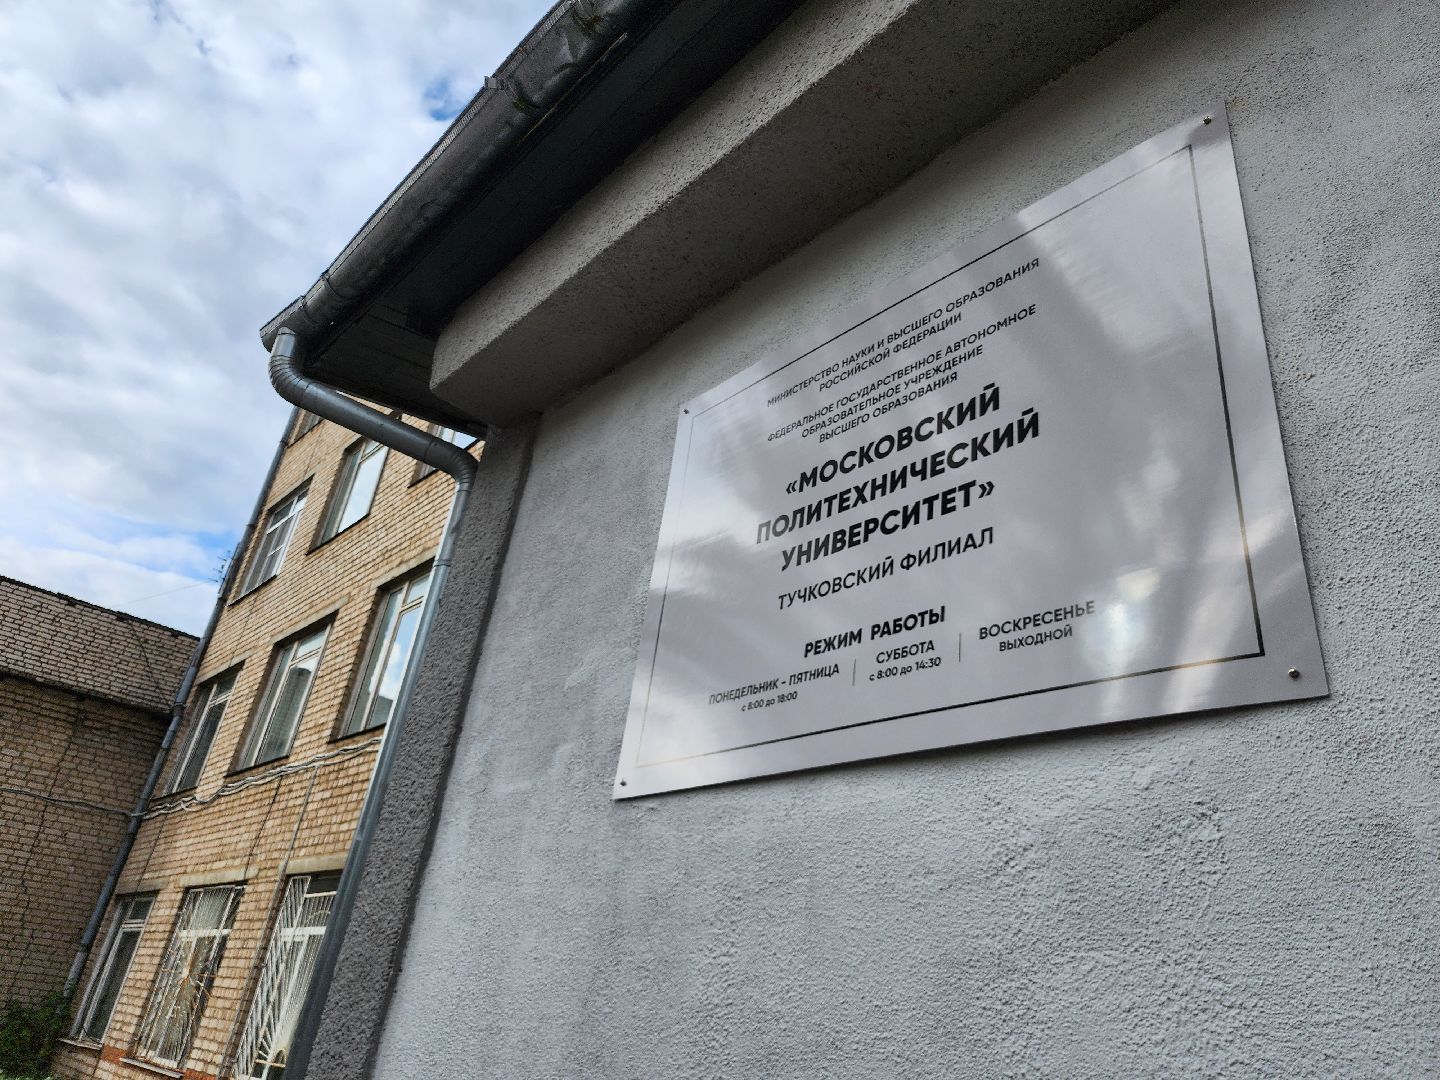 МИНИСТЕРСТВО НАУКИ И ВЫСШЕГО ОБРАЗОВАНИЯ
РОССИЙСКОЙ ФЕДЕРАЦИИ
ФЕДЕРАЛЬНОЕ ГОСУДАРСТВЕННОЕ АВТОНОМНОЕ
ОБРАЗОВАТЕЛЬНОЕ УЧРЕЖДЕНИЕ
ВЫСШЕГО ОБРАЗОВАНИЯ
«МОСКОВСКИЙ
ПОЛИТЕХНИЧЕСКИЙ
УНИВЕРСИТЕТ»
ТУЧКОВСКИЙ ФИЛИАЛ
РЕЖИМ РАБОТЫ
ПОНЕДЕЛЬНИК - ПЯТНИЦА
с 8:00 до 18:00
СУББОТА
с 8:00 до 14:30
ВОСКРЕСЕНЬЕ
ВЫХОДНОЙ